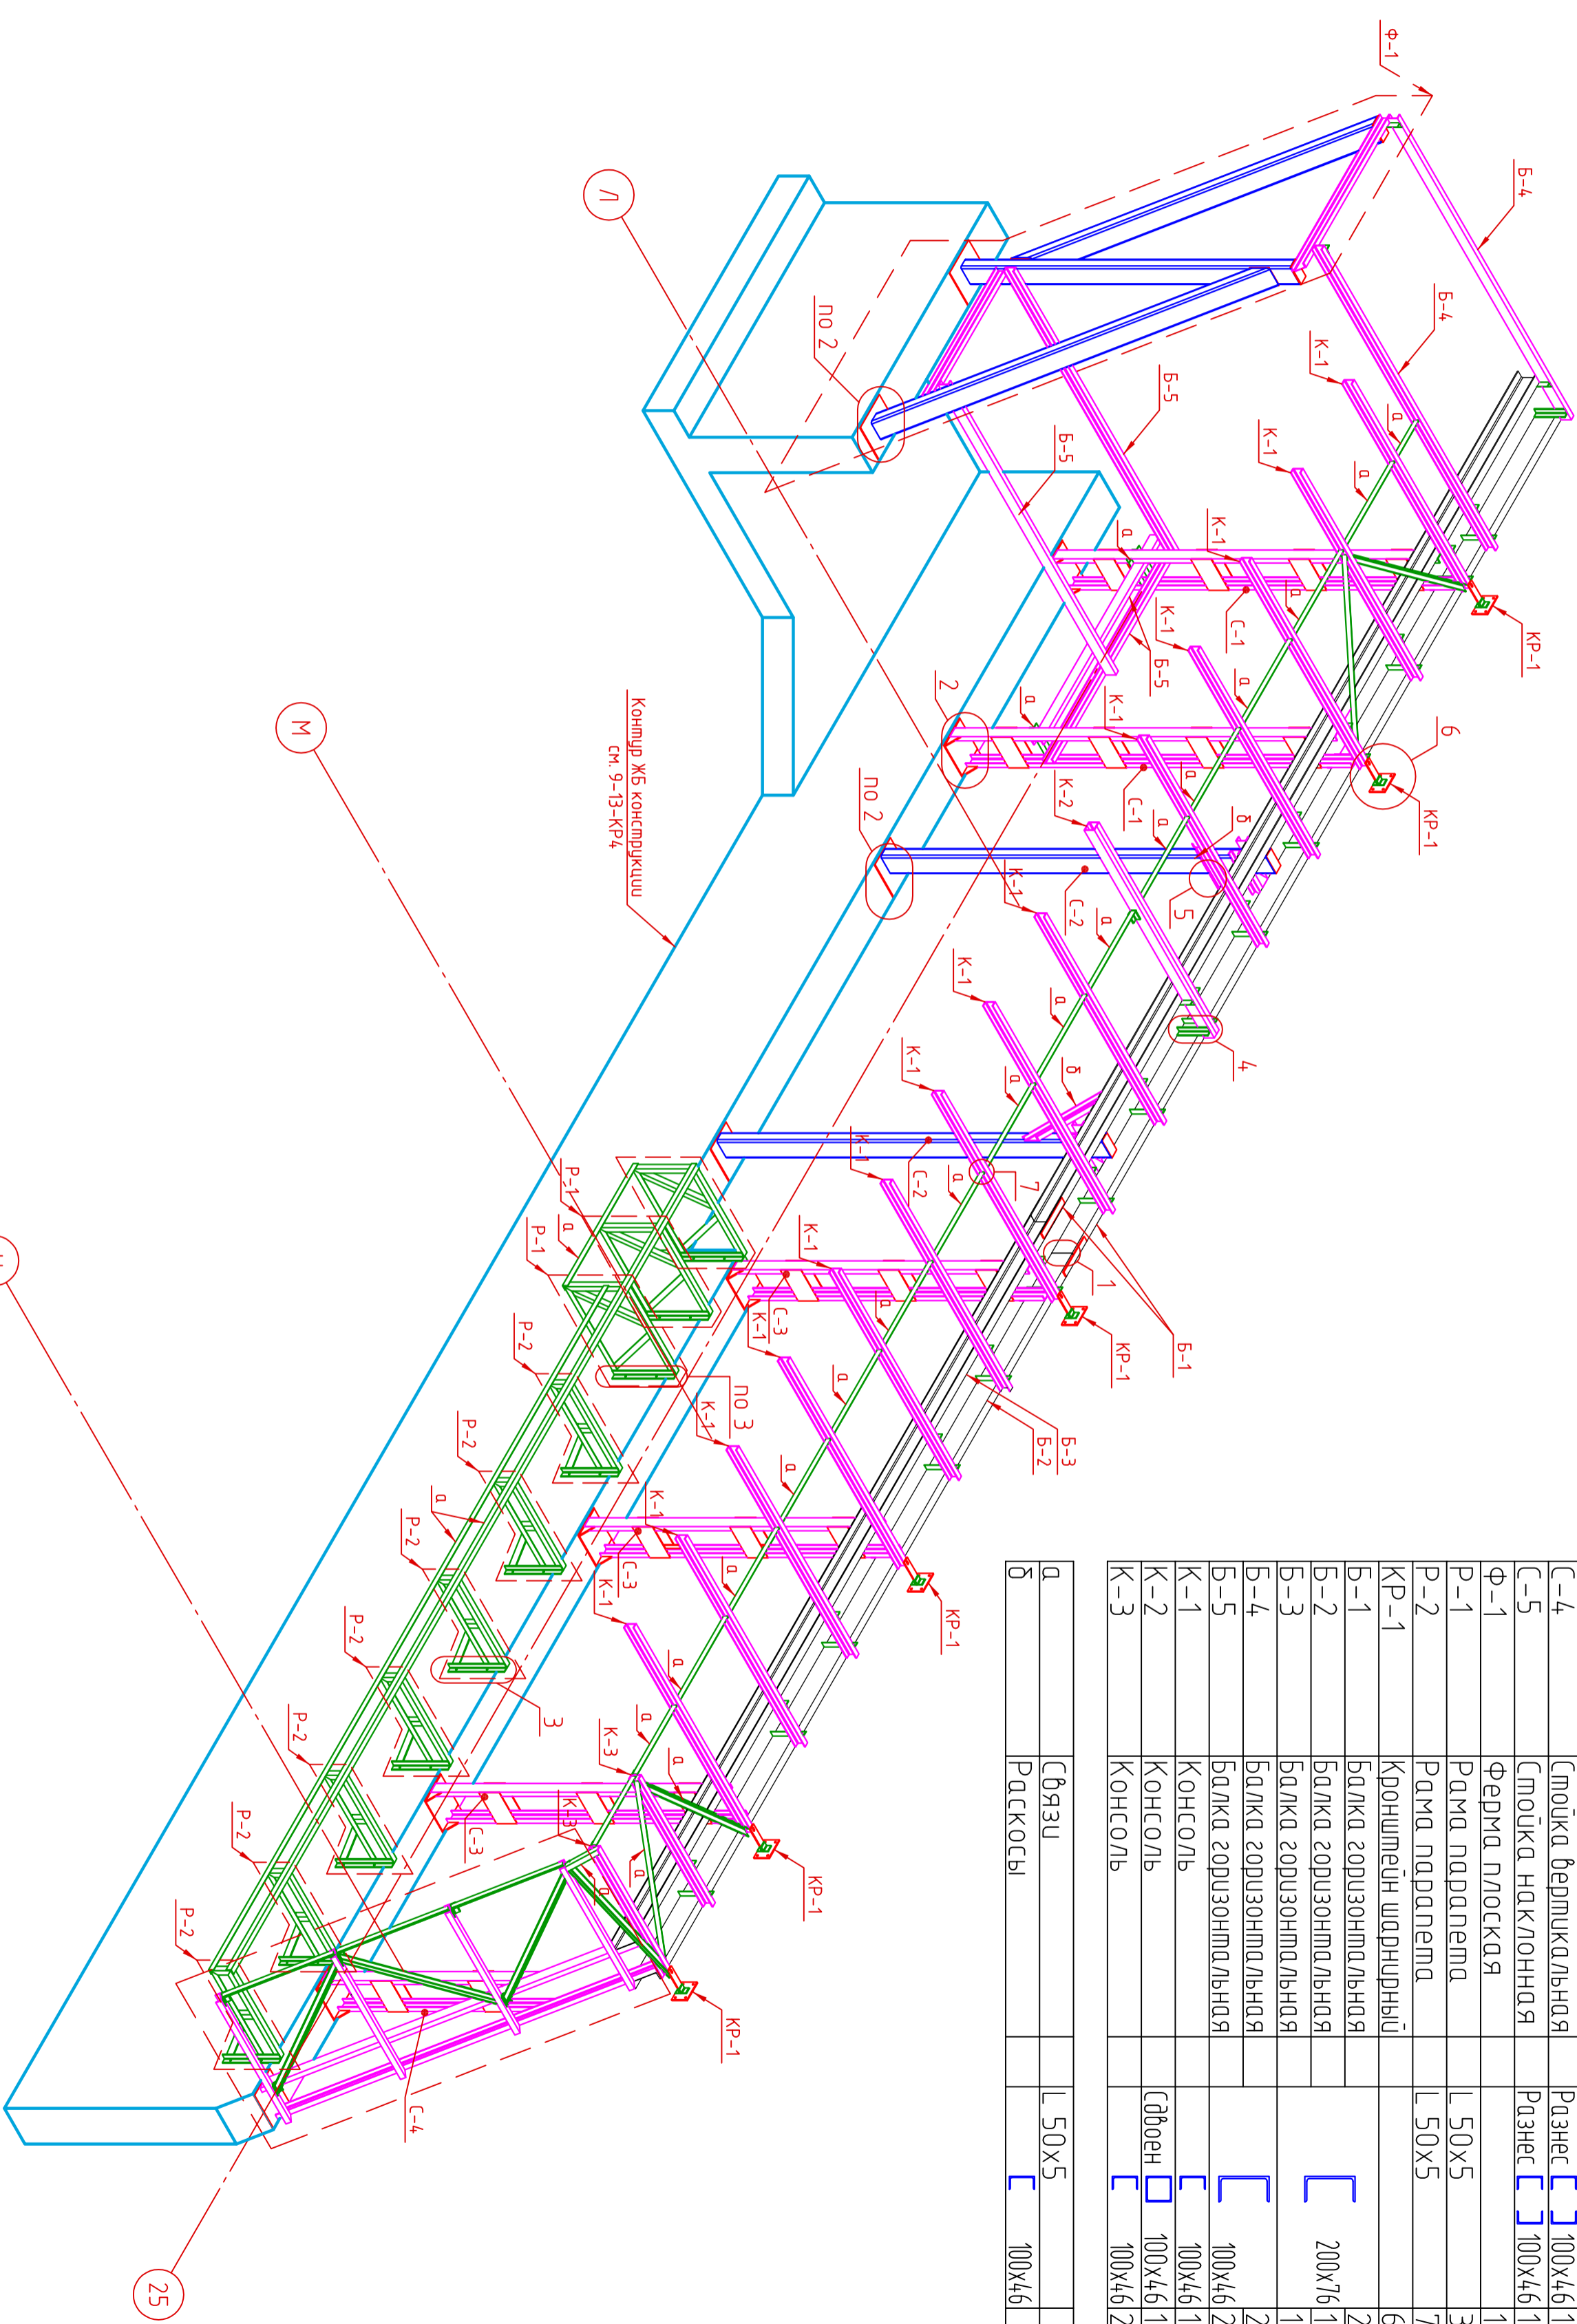 С-4 Стойка вертикальная Разнес 100х46
С-5 Стойка наклонная Разнес 100х46
Ф-1 Ферма плоская
Р-1 Рама парапета L 50х5
Р-2 Рама парапета L 50х5
КР-1 Кронштейн шарнирный
Б-1 Балка горизонтальная
Б-2 Балка горизонтальная 200х76
Б-3 Балка горизонтальная
Б-4 Балка горизонтальная
Б-5 Балка горизонтальная 100х46
К-1 Консоль 100х46
К-2 Консоль Сдвоен 100х46
К-3 Консоль 100х46
а Связи L 50х5
б Раскосы 100х46
Ф-1
Б-4
Б-4
КР-1
6
КР-1
К-1
а
К-1
а
К-1
а
С-1
К-1
а
Б-5
Б-5
Б-5
а
а
К-1
а
С-1
а
б
5
4
К-2
С-2
К-1
а
К-1
а
б
а
К-1
а
7
С-2
1
Б-1
КР-1
Б-3
Б-2
К-1
а
К-1
С-3
а
К-1
а
К-1
а
КР-1
К-1
С-3
а
К-1
а
а
К-3
а
КР-1
К-3
С-3
а
а
КР-1
С-4
по 2
2
по 2
Л
М
Контур ЖБ конструкции
см. 9-13-КР4
Р-1
а
Р-1
по 3
Р-2
Р-2
а
Р-2
3
Р-2
Р-2
Р-2
Р-2
25